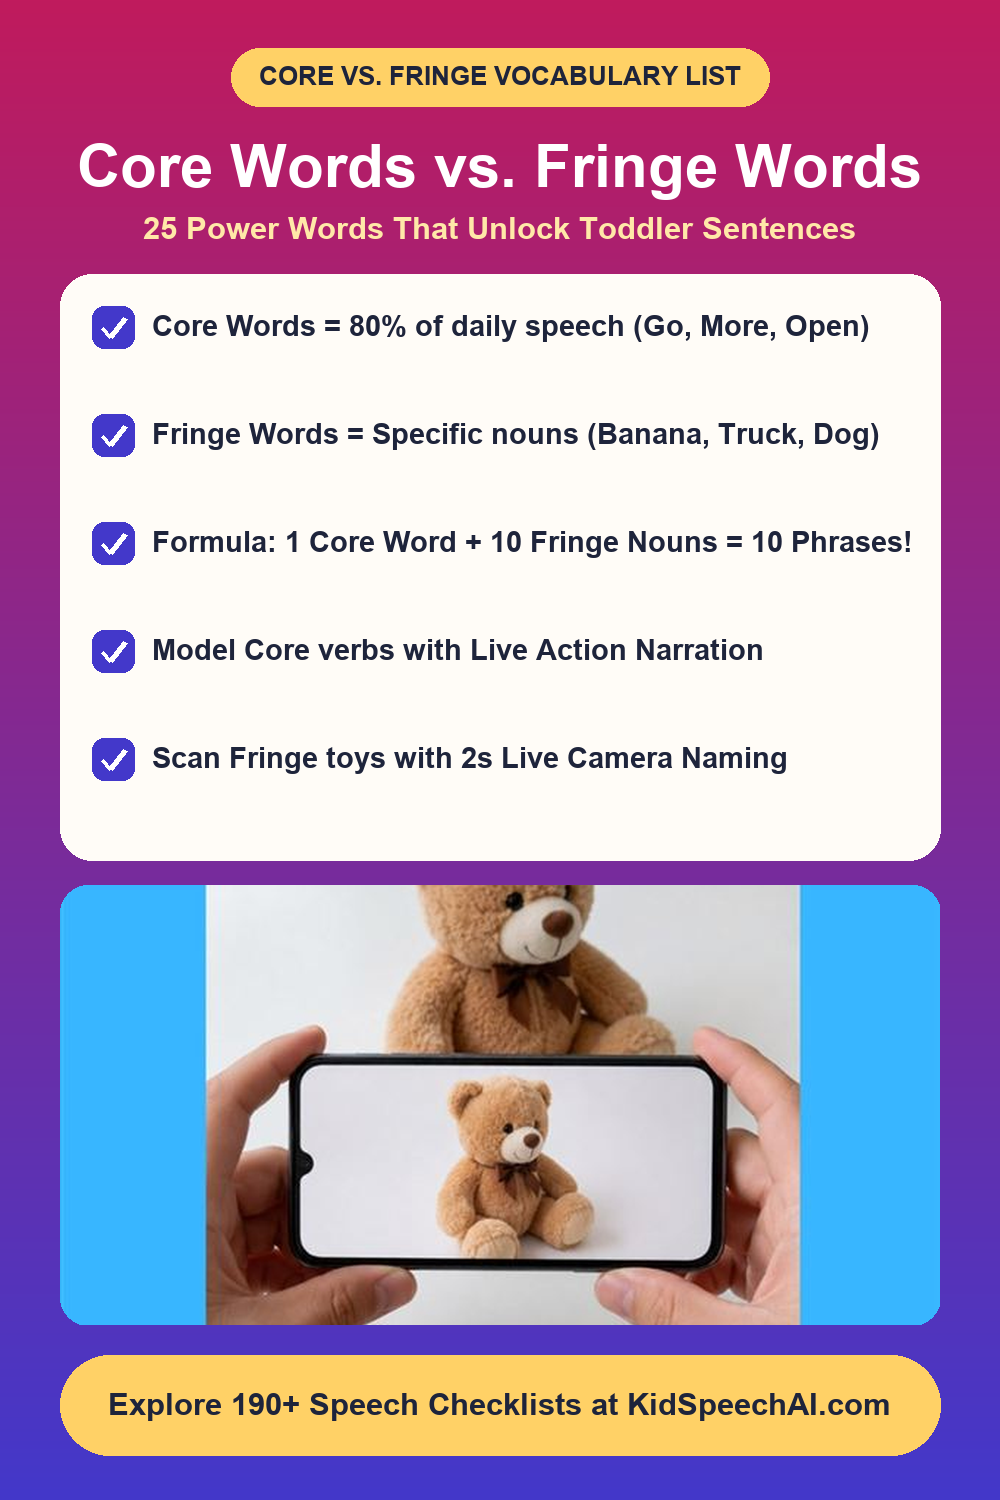 CORE VS. FRINGE VOCABULARY LIST
Core Words vs. Fringe Words
25 Power Words That Unlock Toddler Sentences
Core Words = 80% of daily speech (Go, More, Open)
Fringe Words = Specific nouns (Banana, Truck, Dog)
Formula: 1 Core Word + 10 Fringe Nouns = 10 Phrases!
Model Core verbs with Live Action Narration
Scan Fringe toys with 2s Live Camera Naming
Explore 190+ Speech Checklists at KidSpeechAI.com